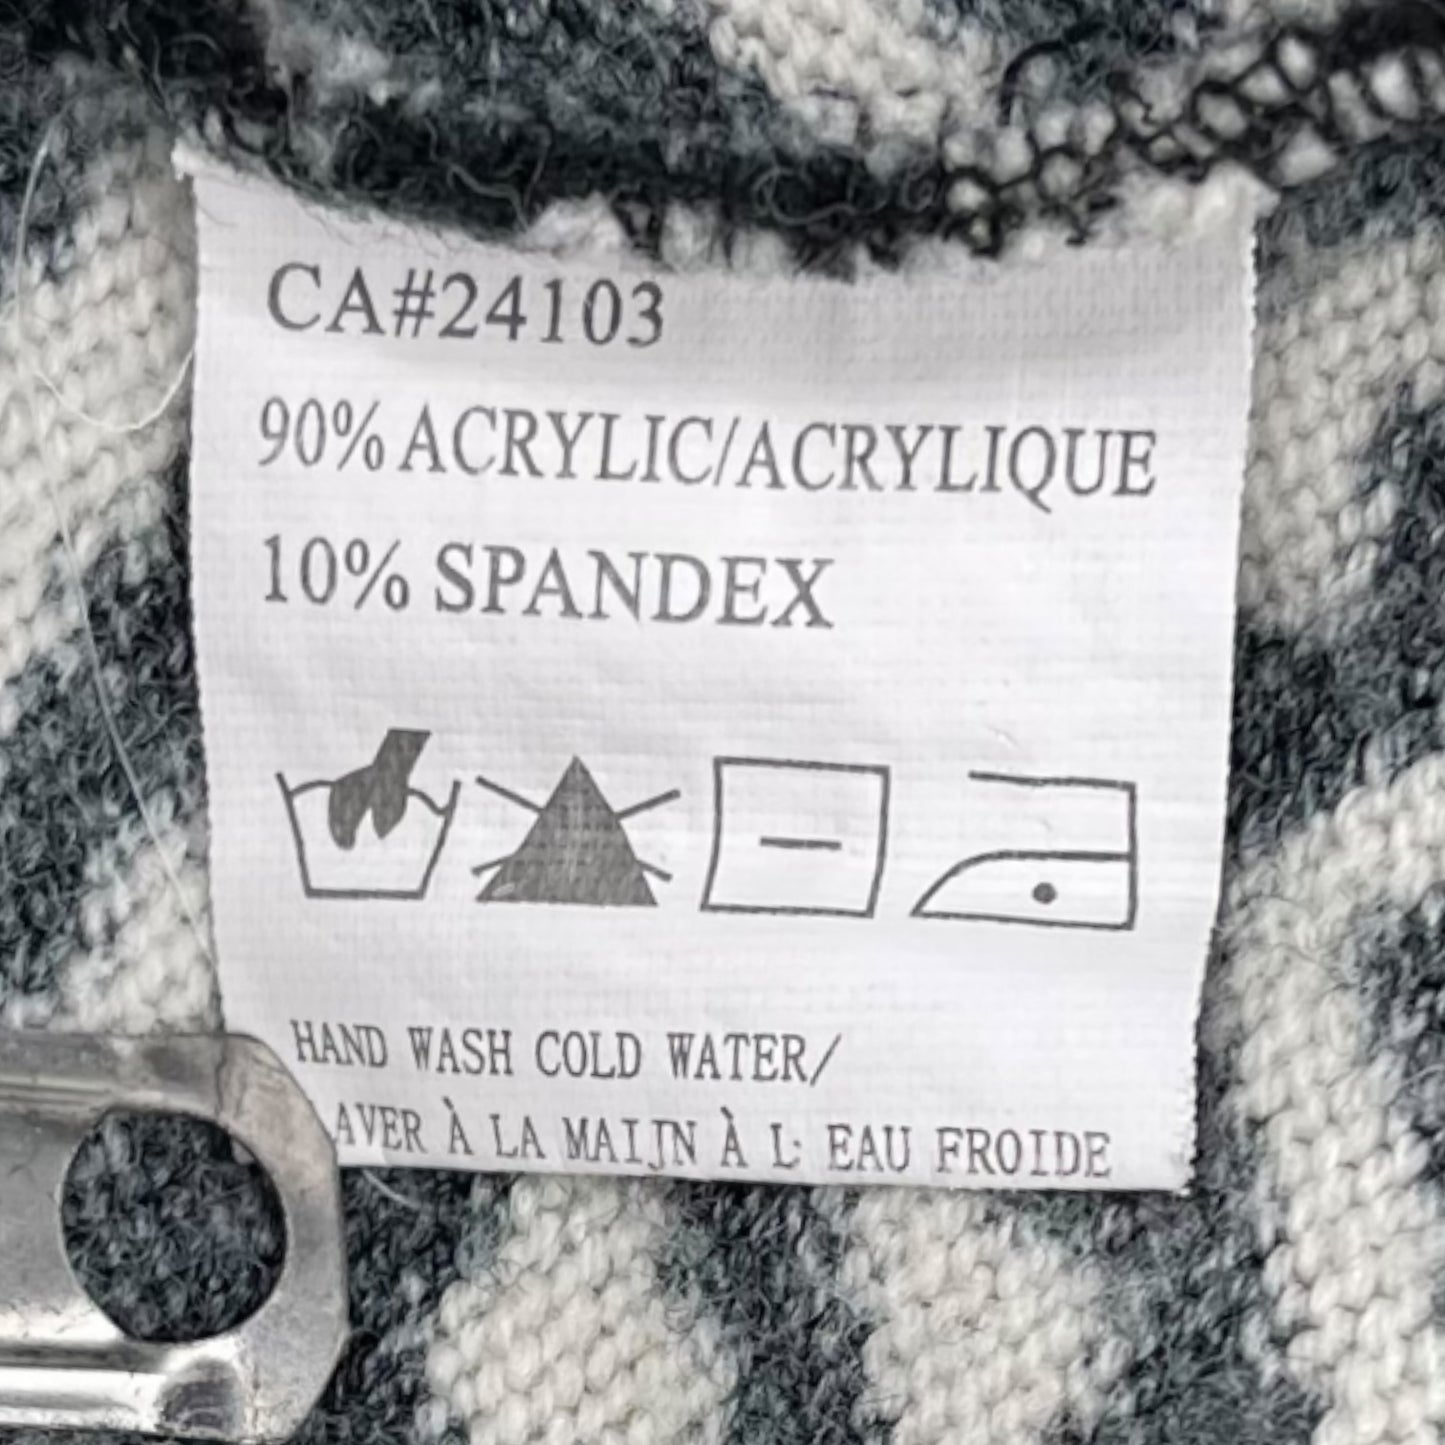 CA#24103
90% ACRYLIC/ACRYLIQUE
10% SPANDEX
HAND WASH COLD WATER/
AVER À LA MAIJN À L: EAU FROIDE